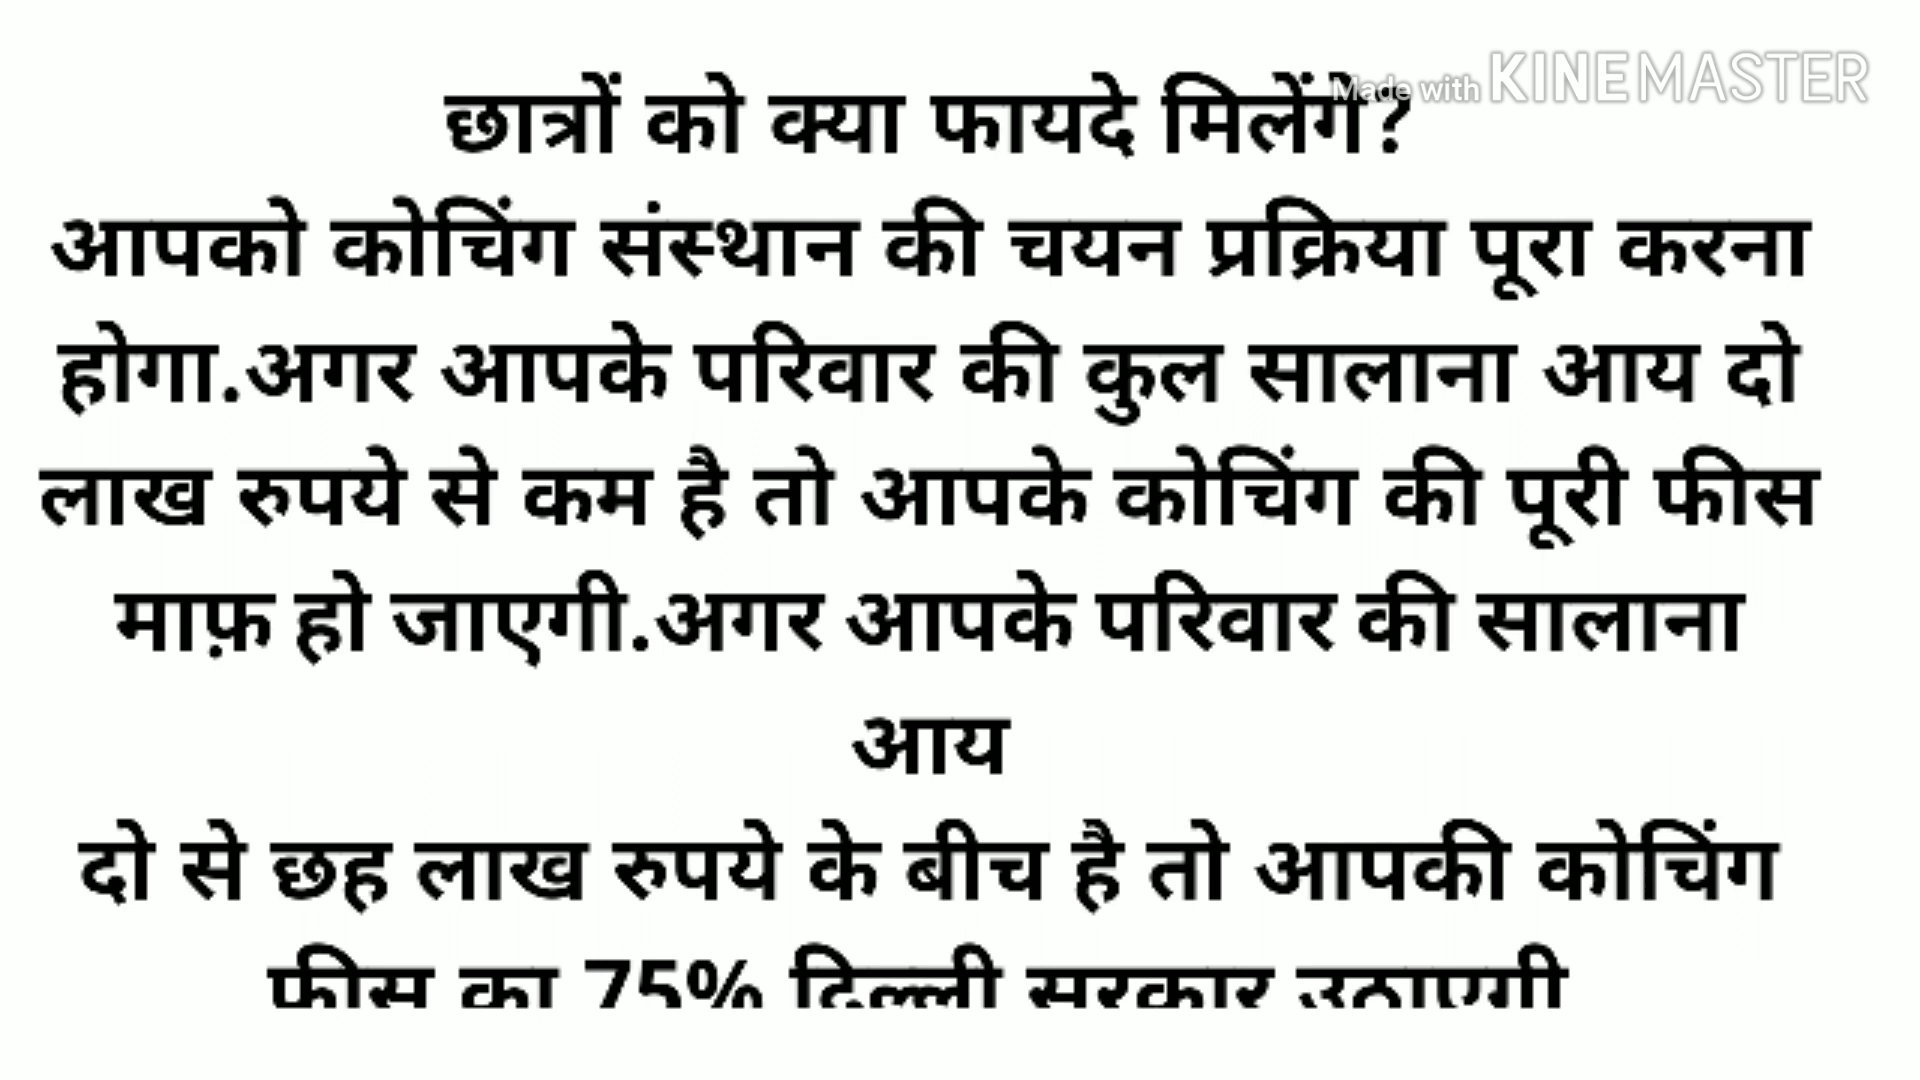 Made with KINEMASTER
छात्रों को क्या फायदे मिलेंगे?
आपको कोचिंग संस्थान की चयन प्रक्रिया पूरा करना
होगा.अगर आपके परिवार की कुल सालाना आय दो
लाख रुपये से कम है तो आपके कोचिंग की पूरी फीस
माफ़ हो जाएगी.अगर आपके परिवार की सालाना
आय
दो से छह लाख रुपये के बीच है तो आपकी कोचिंग
फीस का 75% दिल्ली सरकार उठाएगी